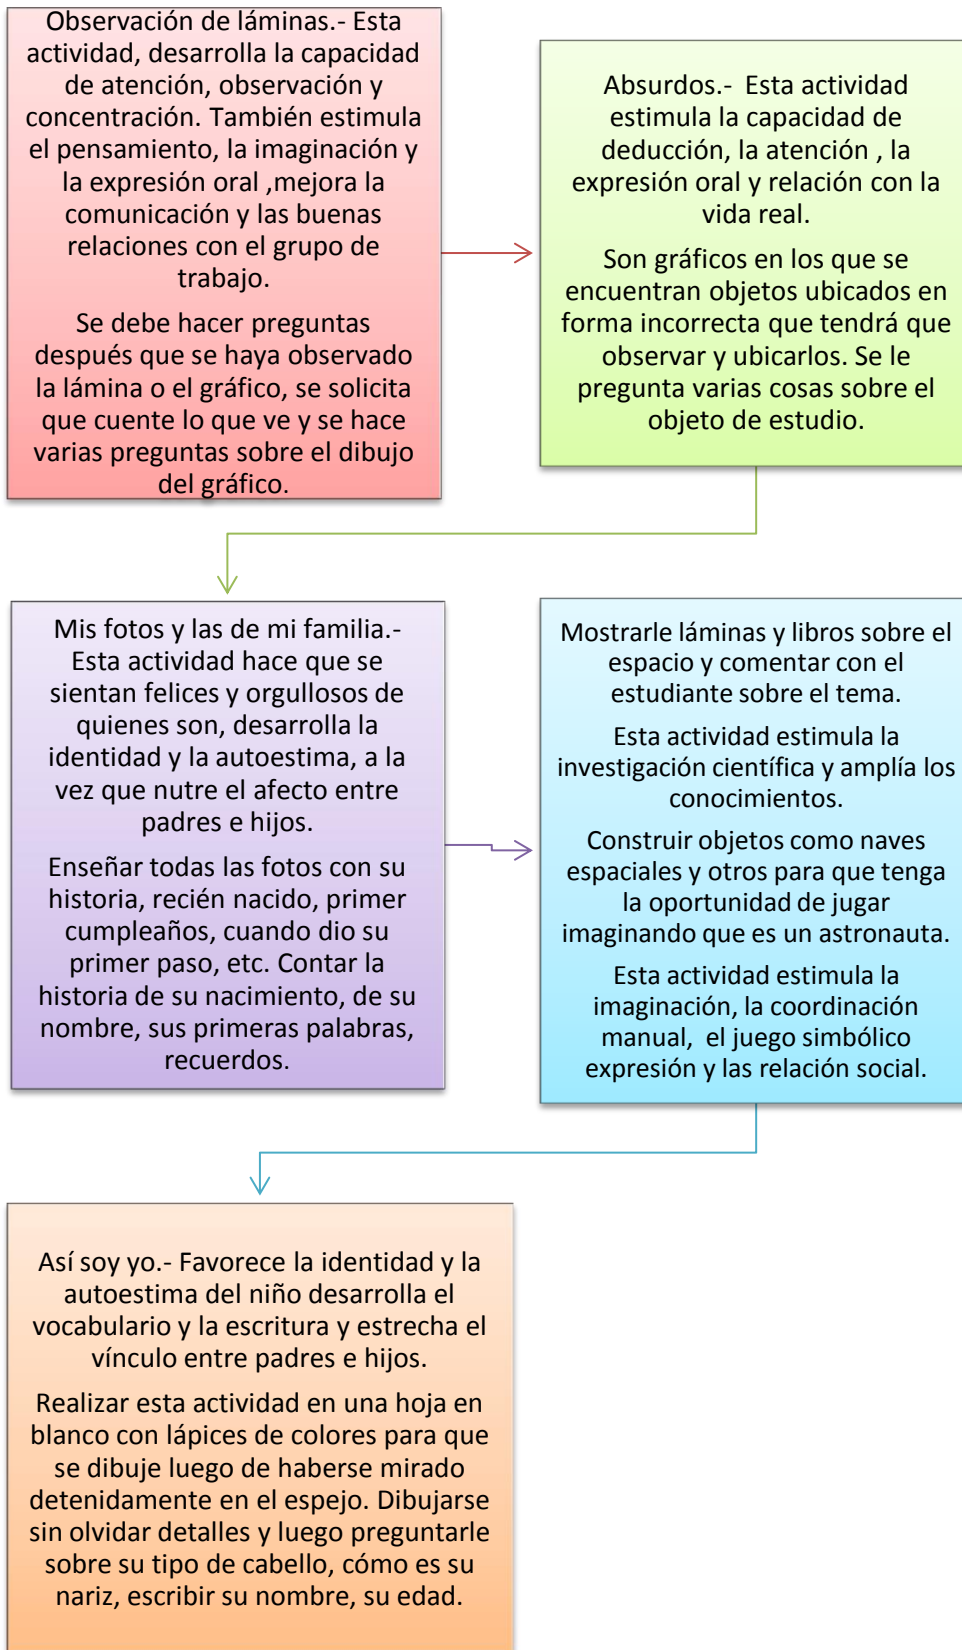 Observación de láminas.- Esta
actividad, desarrolla la capacidad
de atención, observación y
concentración. También estimula
el pensamiento, la imaginación y
la expresión oral ,mejora la
comunicación y las buenas
relaciones con el grupo de
trabajo.
Se debe hacer preguntas
después que se haya observado
la lámina o el gráfico, se solicita
que cuente lo que ve y se hace
varias preguntas sobre el dibujo
del gráfico.
Absurdos.- Esta actividad
estimula la capacidad de
deducción, la atención , la
expresión oral y relación con la
vida real.
Son gráficos en los que se
encuentran objetos ubicados en
forma incorrecta que tendrá que
observar y ubicarlos. Se le
pregunta varias cosas sobre el
objeto de estudio.
Mis fotos y las de mi familia.-
Esta actividad hace que se
sientan felices y orgullosos de
quienes son, desarrolla la
identidad y la autoestima, a la
vez que nutre el afecto entre
padres e hijos.
Enseñar todas las fotos con su
historia, recién nacido, primer
cumpleaños, cuando dio su
primer paso, etc. Contar la
historia de su nacimiento, de su
nombre, sus primeras palabras,
recuerdos.
Mostrarle láminas y libros sobre el
espacio y comentar con el
estudiante sobre el tema.
Esta actividad estimula la
investigación científica y amplía los
conocimientos.
Construir objetos como naves
espaciales y otros para que tenga
la oportunidad de jugar
imaginando que es un astronauta.
Esta actividad estimula la
imaginación, la coordinación
manual, el juego simbólico
expresión y las relación social.
Así soy yo.- Favorece la identidad y la
autoestima del niño desarrolla el
vocabulario y la escritura y estrecha el
vínculo entre padres e hijos.
Realizar esta actividad en una hoja en
blanco con lápices de colores para que
se dibuje luego de haberse mirado
detenidamente en el espejo. Dibujarse
sin olvidar detalles y luego preguntarle
sobre su tipo de cabello, cómo es su
nariz, escribir su nombre, su edad.